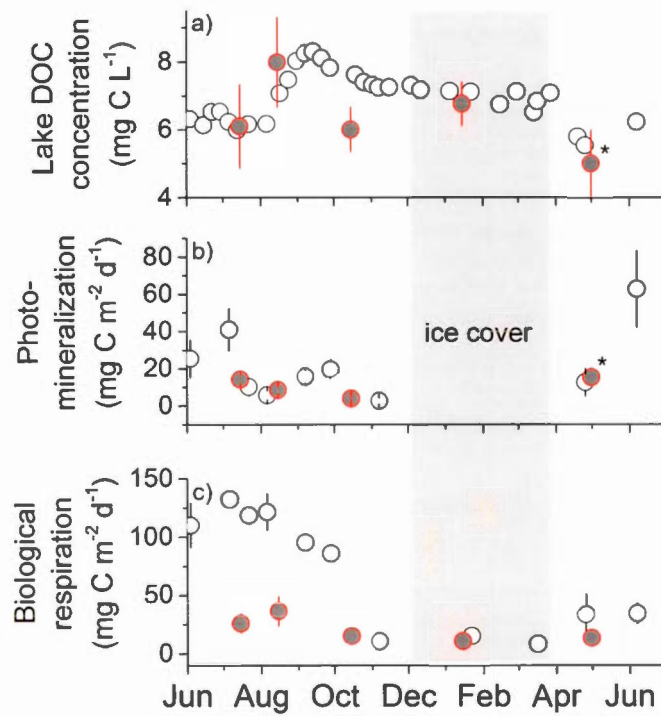 a)
Lake DOC
concentration
(mg C L⁻¹)
8
6
4
*
b)
Photo-
mineralization
(mg C m⁻² d⁻¹)
80
60
40
20
0
ice cover
*
c)
Biological
respiration
(mg C m⁻² d⁻¹)
150
100
50
0
Jun Aug Oct Dec Feb Apr Jun